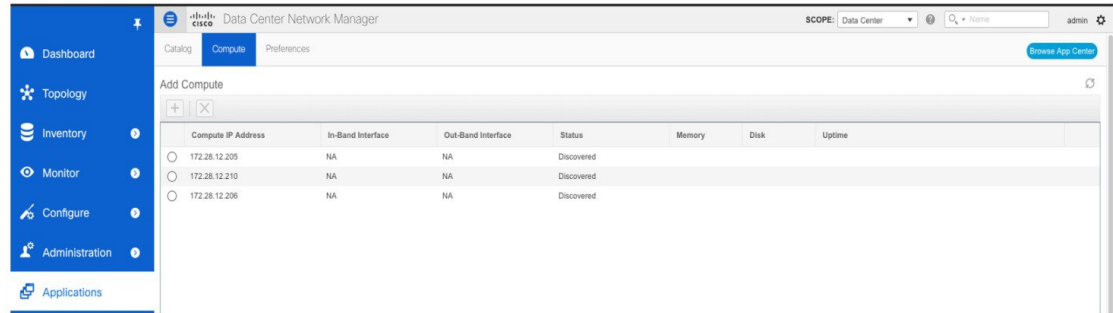 cisco Data Center Network Manager SCOPE: Data Center Name admin
Dashboard
Topology
Inventory
Monitor
Configure
Administration
Applications
Catalog Compute Preferences Browse App Center
Add Compute
Compute IP Address In-Band Interface Out-Band Interface Status Memory Disk Uptime
172.28.12.205 NA NA Discovered
172.28.12.210 NA NA Discovered
172.28.12.206 NA NA Discovered